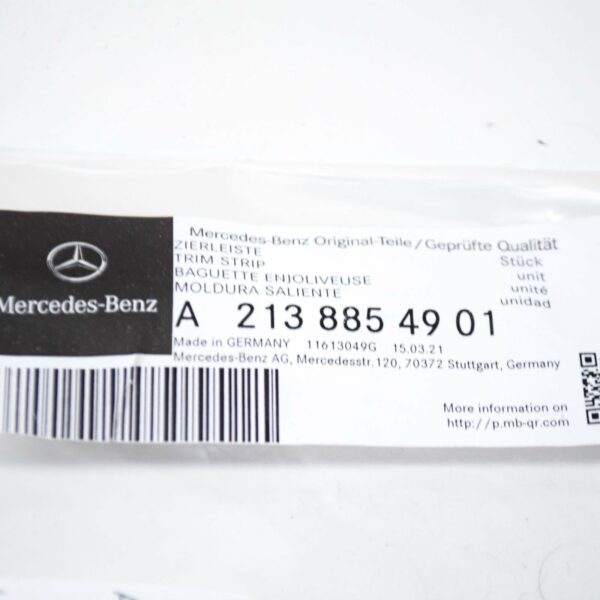 Mercedes-Benz Original-Teile/Geprüfte Qualität
ZIERLEISTE Stück
TRIM STRIP unit
BAGUETTE ENJOLIVEUSE unité
MOLDURA SALIENTE unidad
Mercedes-Benz
A 213 885 49 01
Made in GERMANY 11613049G 15.03.21
Mercedes-Benz AG, Mercedesstr.120, 70372 Stuttgart, Germany
More information on
http://p.mb-qr.com